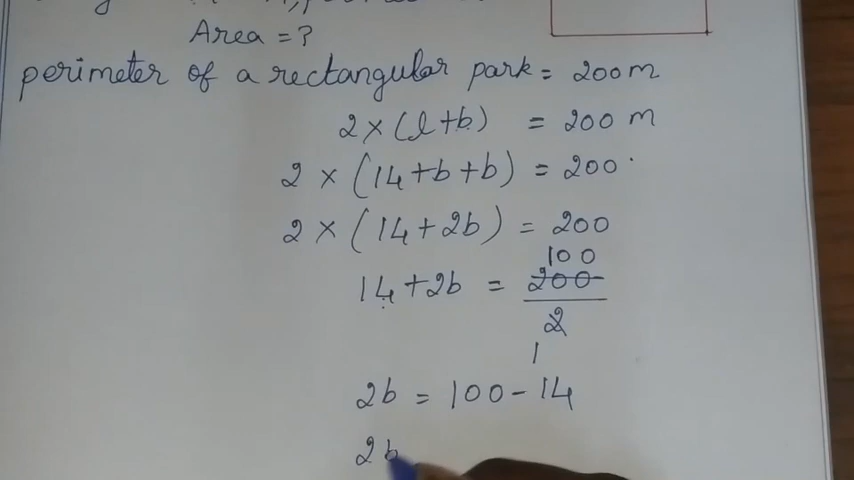 Area = ?
perimeter of a rectangular park = 200 m
2 × (l + b) = 200 m
2 × (14 + b + b) = 200
2 × (14 + 2b) = 200
100
14 + 2b = 200
2
1
2b = 100 - 14
2b